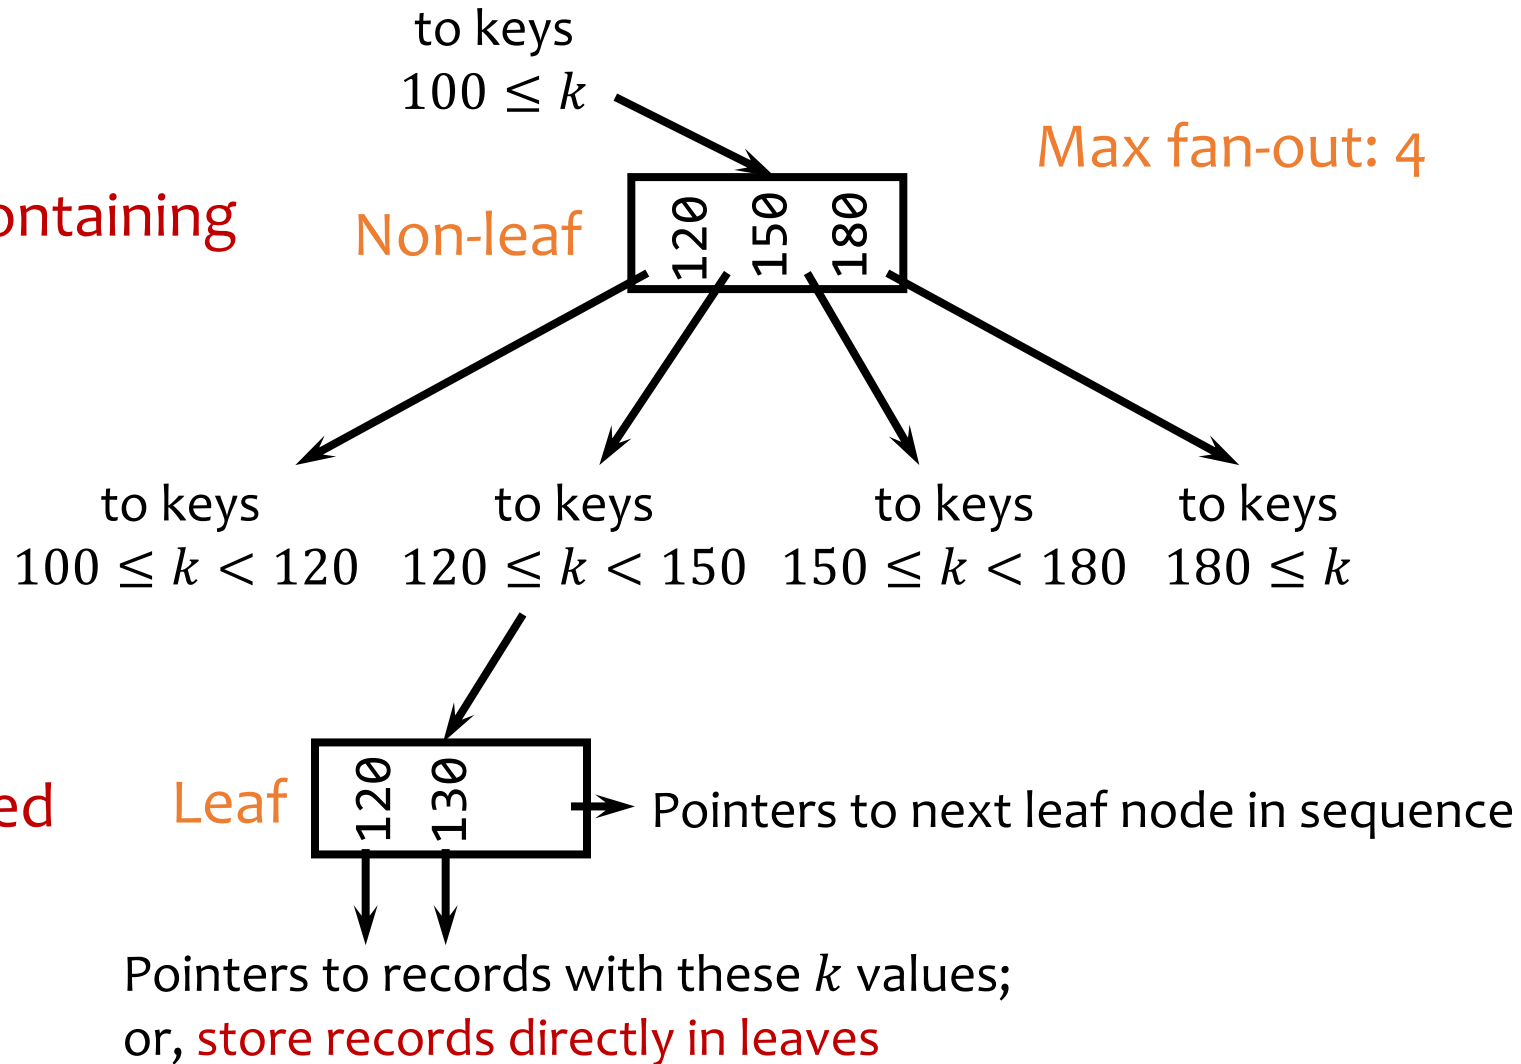 to keys
100 ≤ k
Max fan-out: 4
ontaining
Non-leaf
120 150 180
to keys
100 ≤ k < 120
to keys
120 ≤ k < 150
to keys
150 ≤ k < 180
to keys
180 ≤ k
ed
Leaf
120 130
Pointers to next leaf node in sequence
Pointers to records with these k values;
or, store records directly in leaves